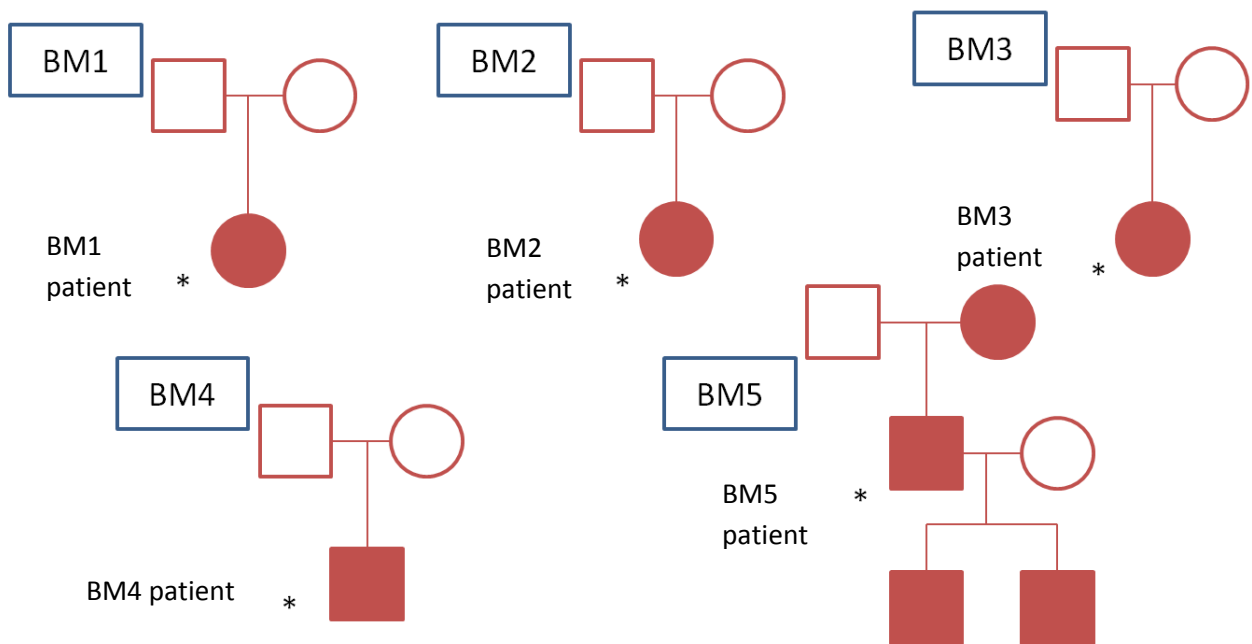 BM1
BM2
BM3
BM1
patient *
BM2
patient *
BM3
patient *
BM4
BM5
BM5
patient *
BM4 patient *